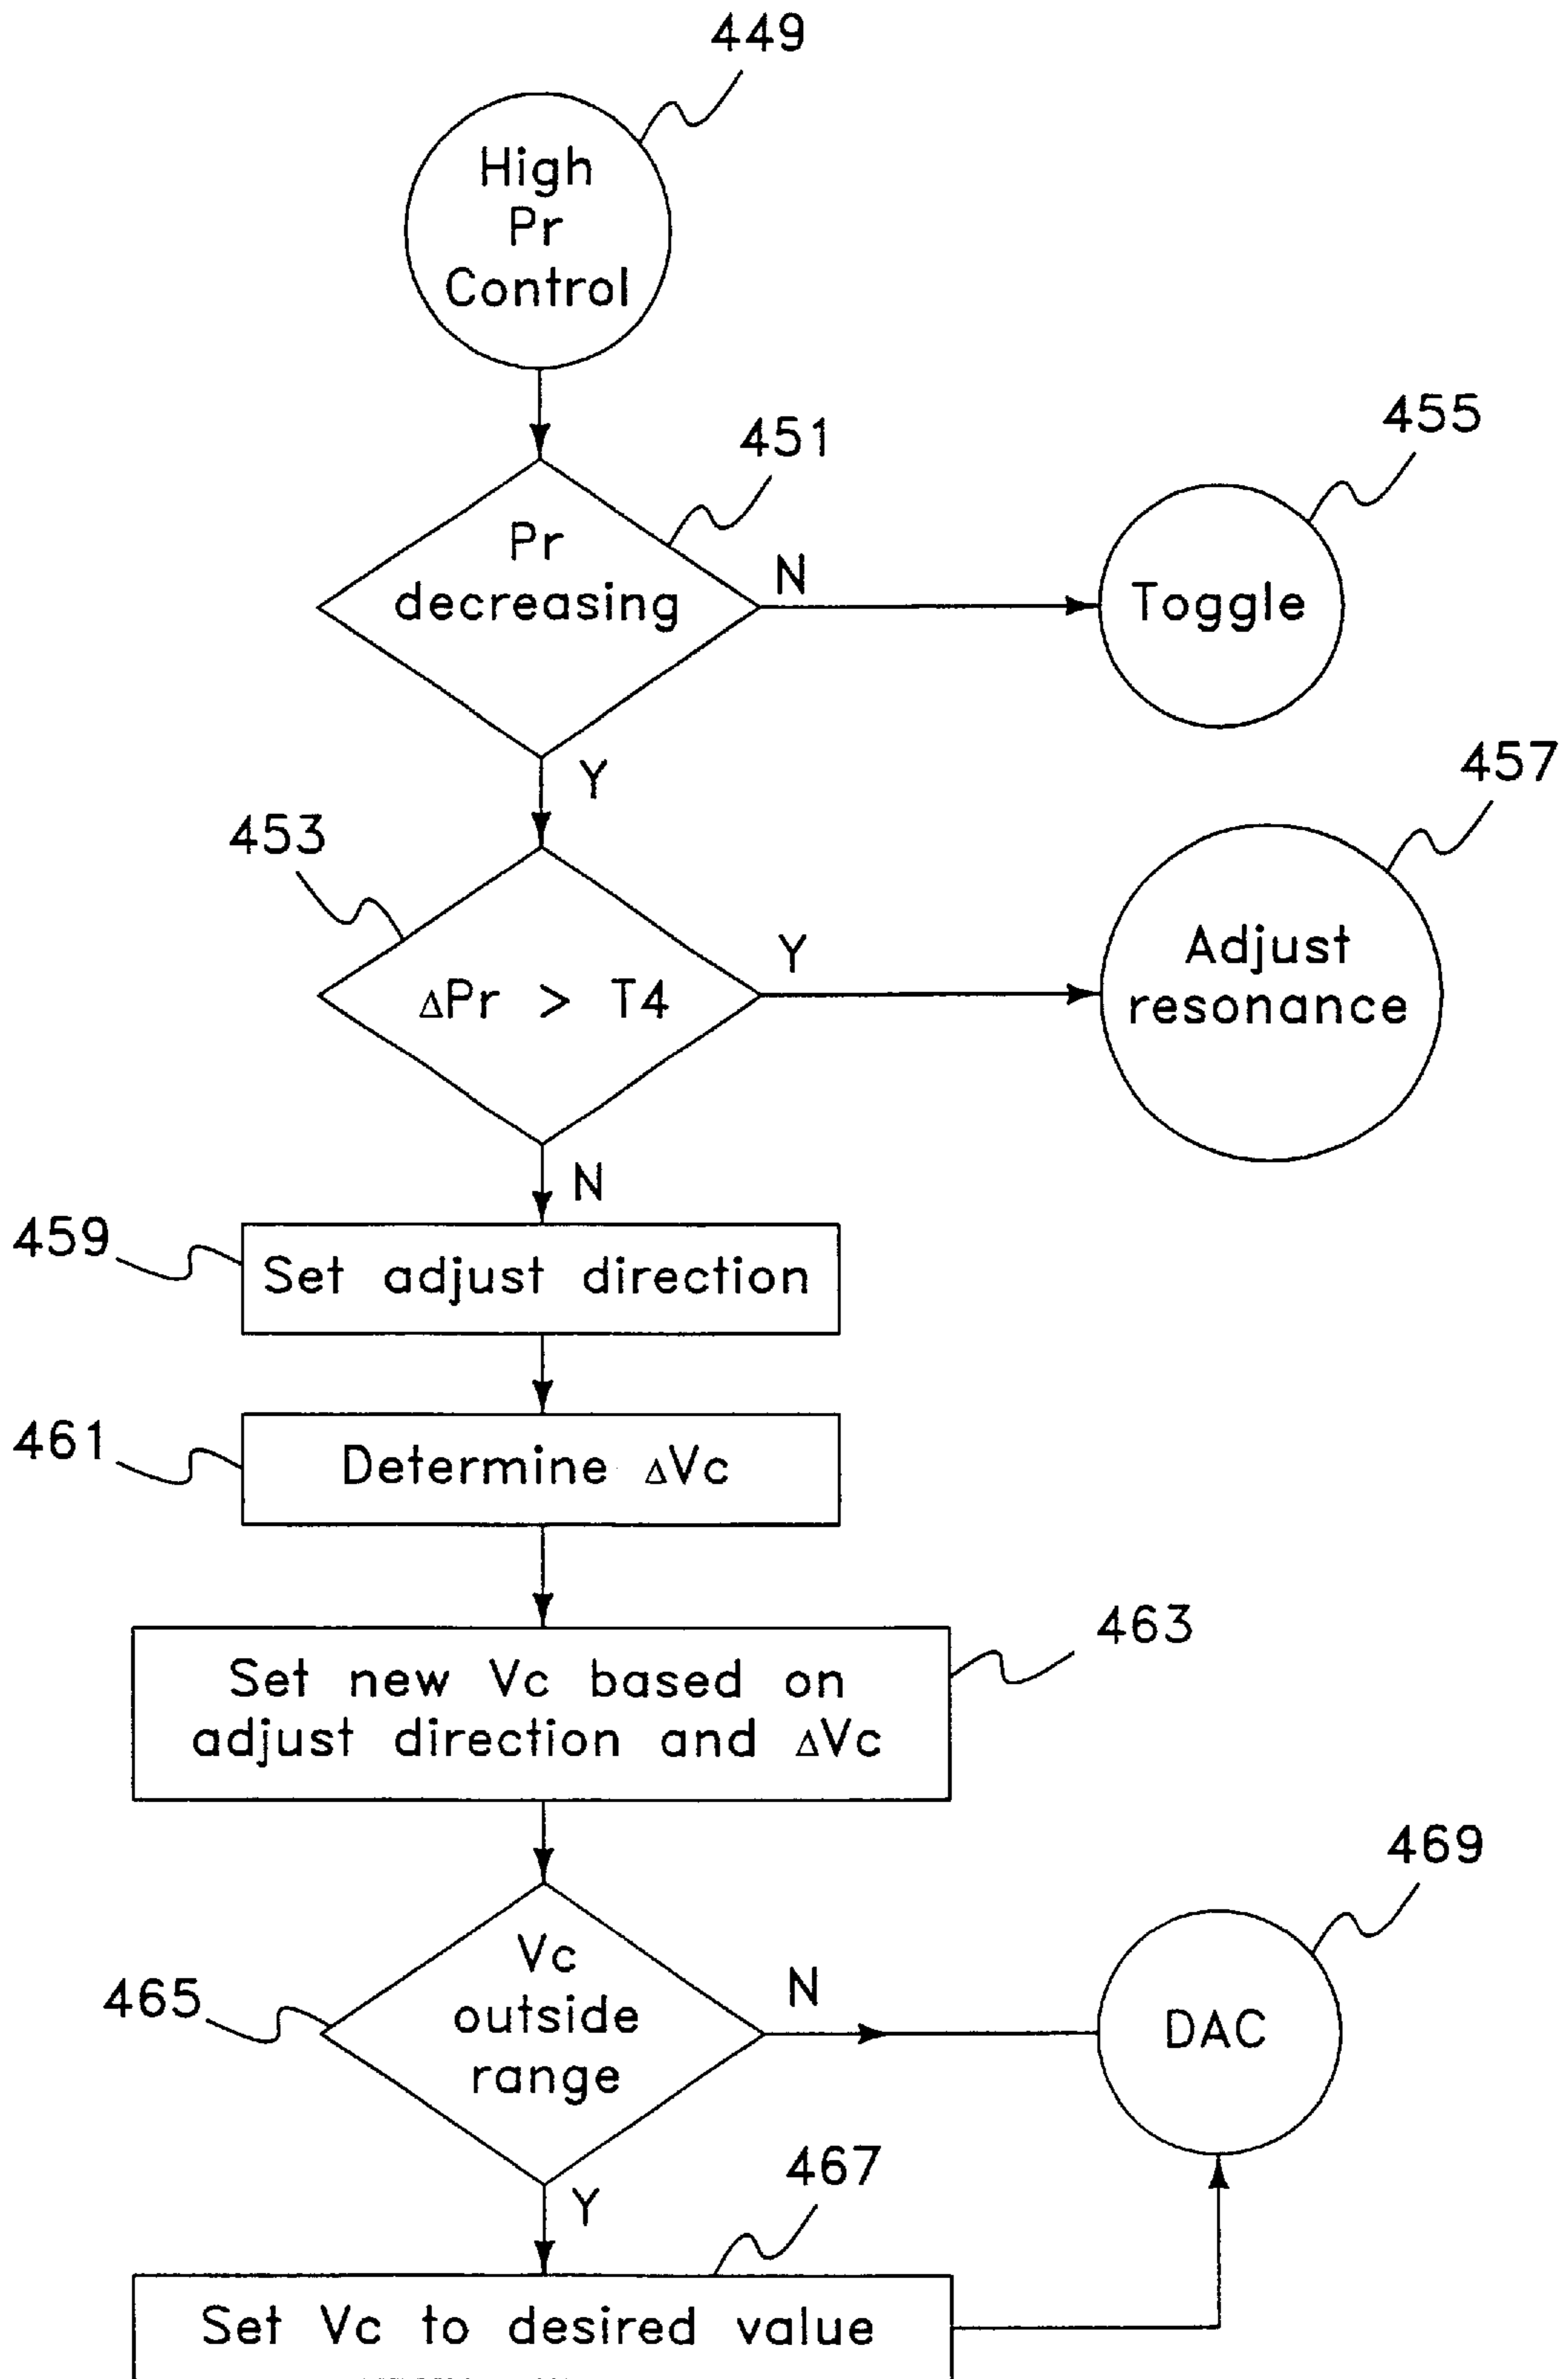 449
High
Pr
Control
451
455
Pr
decreasing
N
Toggle
Y
457
453
Y
Adjust
resonance
ΔPr > T4
N
459
Set adjust direction
461
Determine ΔVc
463
Set new Vc based on
adjust direction and ΔVc
469
Vc
outside
range
465
N
DAC
467
Y
Set Vc to desired value